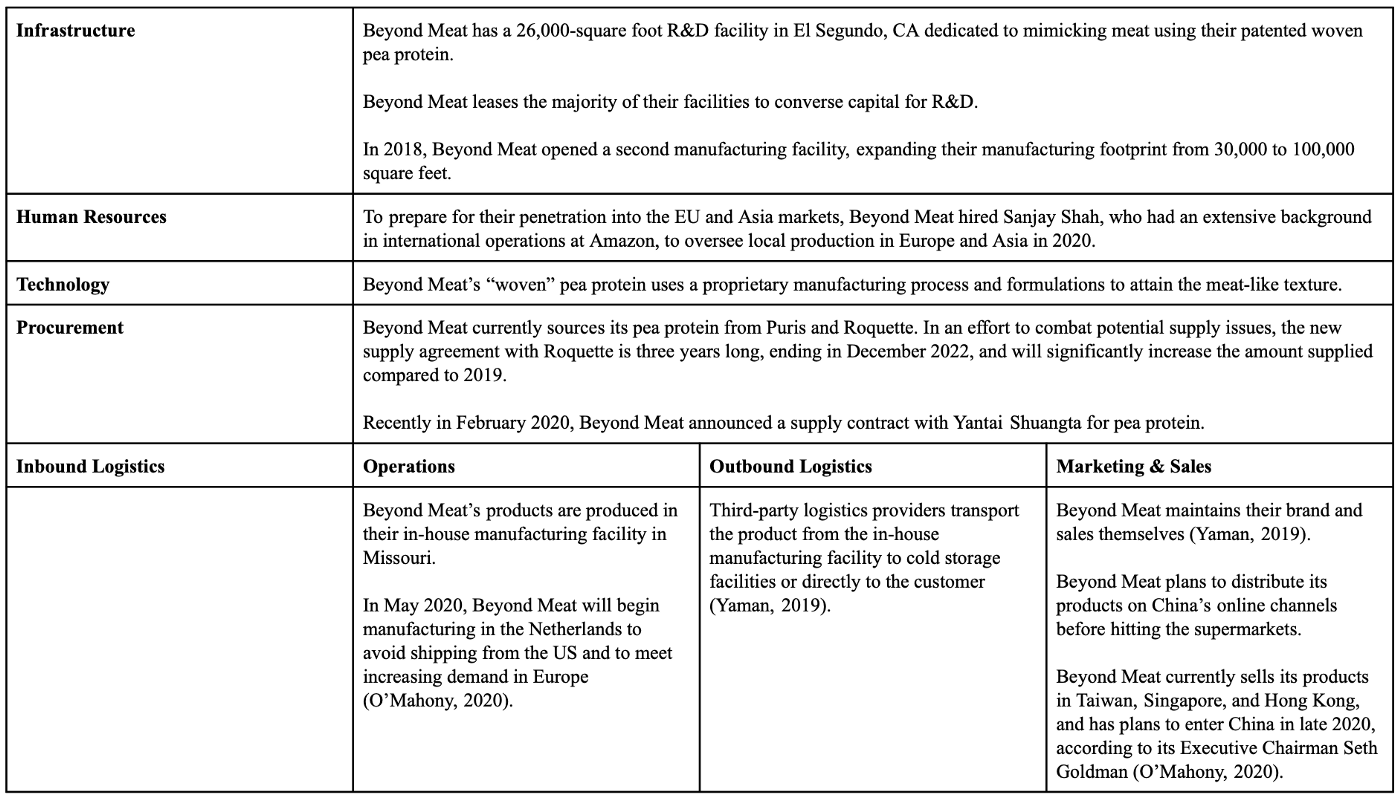 Infrastructure
Beyond Meat has a 26,000-square foot R&D facility in El Segundo, CA dedicated to mimicking meat using their patented woven
pea protein.
Beyond Meat leases the majority of their facilities to converse capital for R&D.
In 2018, Beyond Meat opened a second manufacturing facility, expanding their manufacturing footprint from 30,000 to 100,000
square feet.
Human Resources
To prepare for their penetration into the EU and Asia markets, Beyond Meat hired Sanjay Shah, who had an extensive background
in international operations at Amazon, to oversee local production in Europe and Asia in 2020.
Technology
Beyond Meat’s “woven” pea protein uses a proprietary manufacturing process and formulations to attain the meat-like texture.
Procurement
Beyond Meat currently sources its pea protein from Puris and Roquette. In an effort to combat potential supply issues, the new
supply agreement with Roquette is three years long, ending in December 2022, and will significantly increase the amount supplied
compared to 2019.
Recently in February 2020, Beyond Meat announced a supply contract with Yantai Shuangta for pea protein.
Inbound Logistics
Operations
Outbound Logistics
Marketing & Sales
Beyond Meat’s products are produced in
their in-house manufacturing facility in
Missouri.
In May 2020, Beyond Meat will begin
manufacturing in the Netherlands to
avoid shipping from the US and to meet
increasing demand in Europe
(O’Mahony, 2020).
Third-party logistics providers transport
the product from the in-house
manufacturing facility to cold storage
facilities or directly to the customer
(Yaman, 2019).
Beyond Meat maintains their brand and
sales themselves (Yaman, 2019).
Beyond Meat plans to distribute its
products on China’s online channels
before hitting the supermarkets.
Beyond Meat currently sells its products
in Taiwan, Singapore, and Hong Kong,
and has plans to enter China in late 2020,
according to its Executive Chairman Seth
Goldman (O’Mahony, 2020).